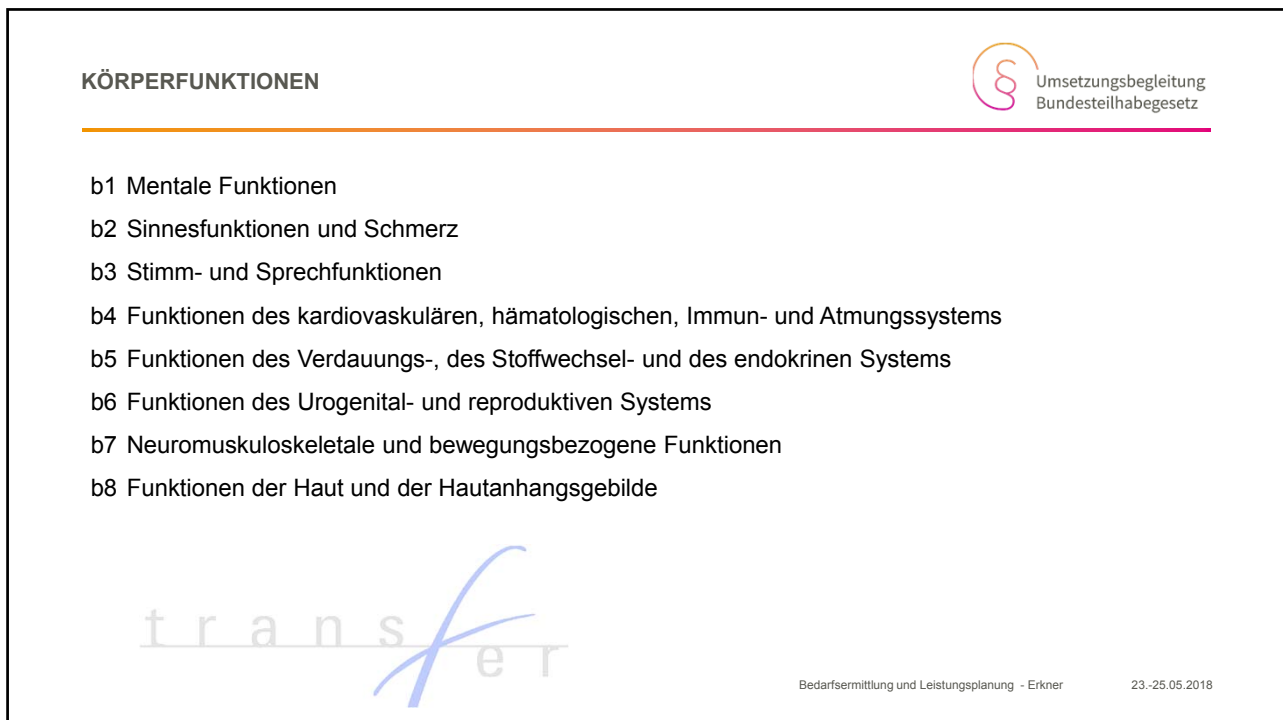 KÖRPERFUNKTIONEN
§ Umsetzungsbegleitung
Bundesteilhabegesetz
b1 Mentale Funktionen
b2 Sinnesfunktionen und Schmerz
b3 Stimm- und Sprechfunktionen
b4 Funktionen des kardiovaskulären, hämatologischen, Immun- und Atmungssystems
b5 Funktionen des Verdauungs-, des Stoffwechsel- und des endokrinen Systems
b6 Funktionen des Urogenital- und reproduktiven Systems
b7 Neuromuskuloskeletale und bewegungsbezogene Funktionen
b8 Funktionen der Haut und der Hautanhangsgebilde
transfer
Bedarfsermittlung und Leistungsplanung - Erkner 23.-25.05.2018